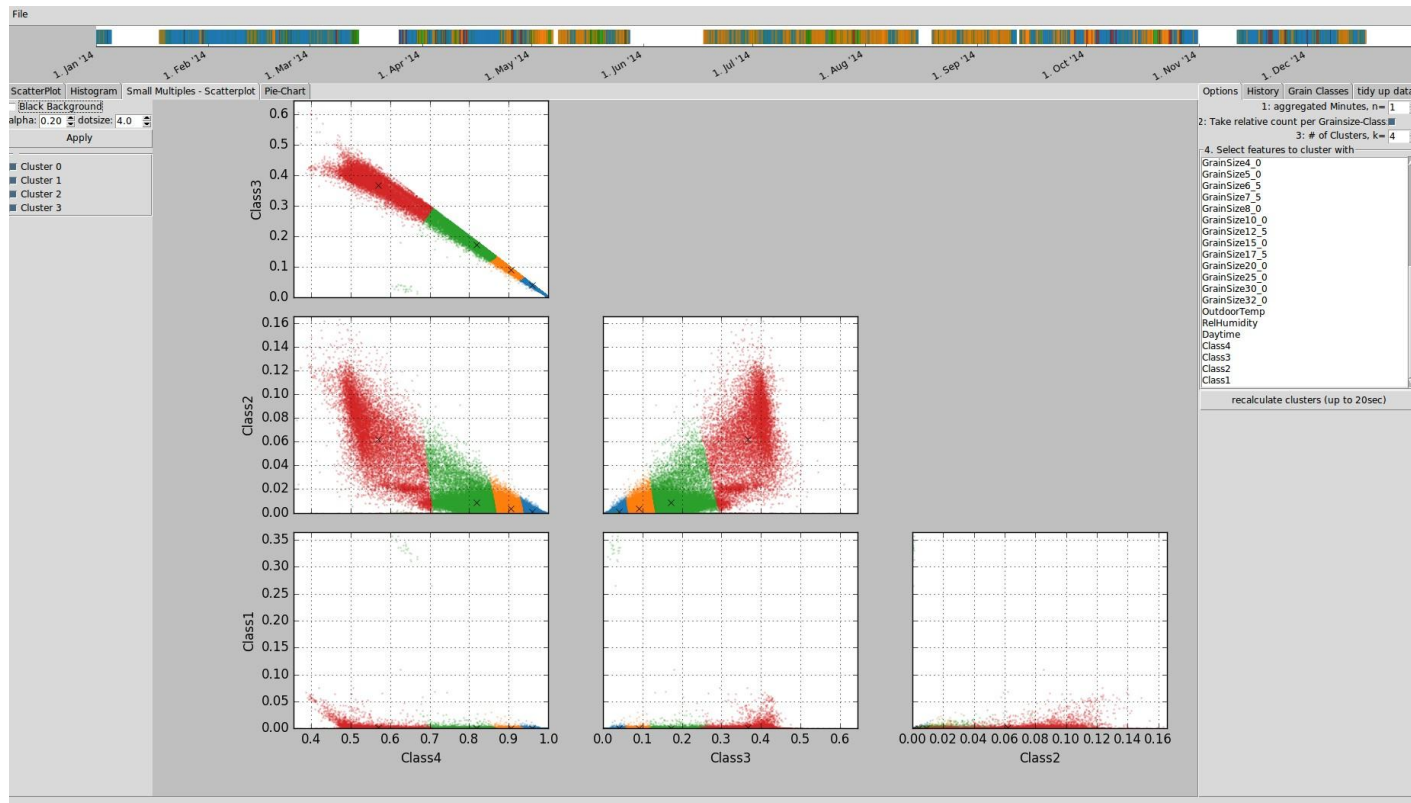 File
1. Jan '14 1. Feb '14 1. Mar '14 1. Apr '14 1. May '14 1. Jun '14 1. Jul '14 1. Aug '14 1. Sep '14 1. Oct '14 1. Nov '14 1. Dec '14
ScatterPlot Histogram Small Multiples - Scatterplot Pie-Chart
Black Background
alpha: 0.20 dotsize: 4.0
Apply
Cluster 0
Cluster 1
Cluster 2
Cluster 3
0.6
0.5
0.4
0.3
0.2
0.1
0.0
Class3
0.16
0.14
0.12
0.10
0.08
0.06
0.04
0.02
0.00
Class2
0.35
0.30
0.25
0.20
0.15
0.10
0.05
0.00
Class1
0.4 0.5 0.6 0.7 0.8 0.9 1.0
Class4
0.0 0.1 0.2 0.3 0.4 0.5 0.6
Class3
0.00 0.02 0.04 0.06 0.08 0.10 0.12 0.14 0.16
Class2
Options History Grain Classes tidy up data
1: aggregated Minutes, n= 1
2: Take relative count per Grainsize-Class:
3: # of Clusters, k= 4
4. Select features to cluster with
GrainSize4_0
GrainSize5_0
GrainSize6_5
GrainSize7_5
GrainSize8_0
GrainSize10_0
GrainSize12_5
GrainSize15_0
GrainSize17_5
GrainSize20_0
GrainSize25_0
GrainSize30_0
GrainSize32_0
OutdoorTemp
RelHumidity
Daytime
Class4
Class3
Class2
Class1
recalculate clusters (up to 20sec)